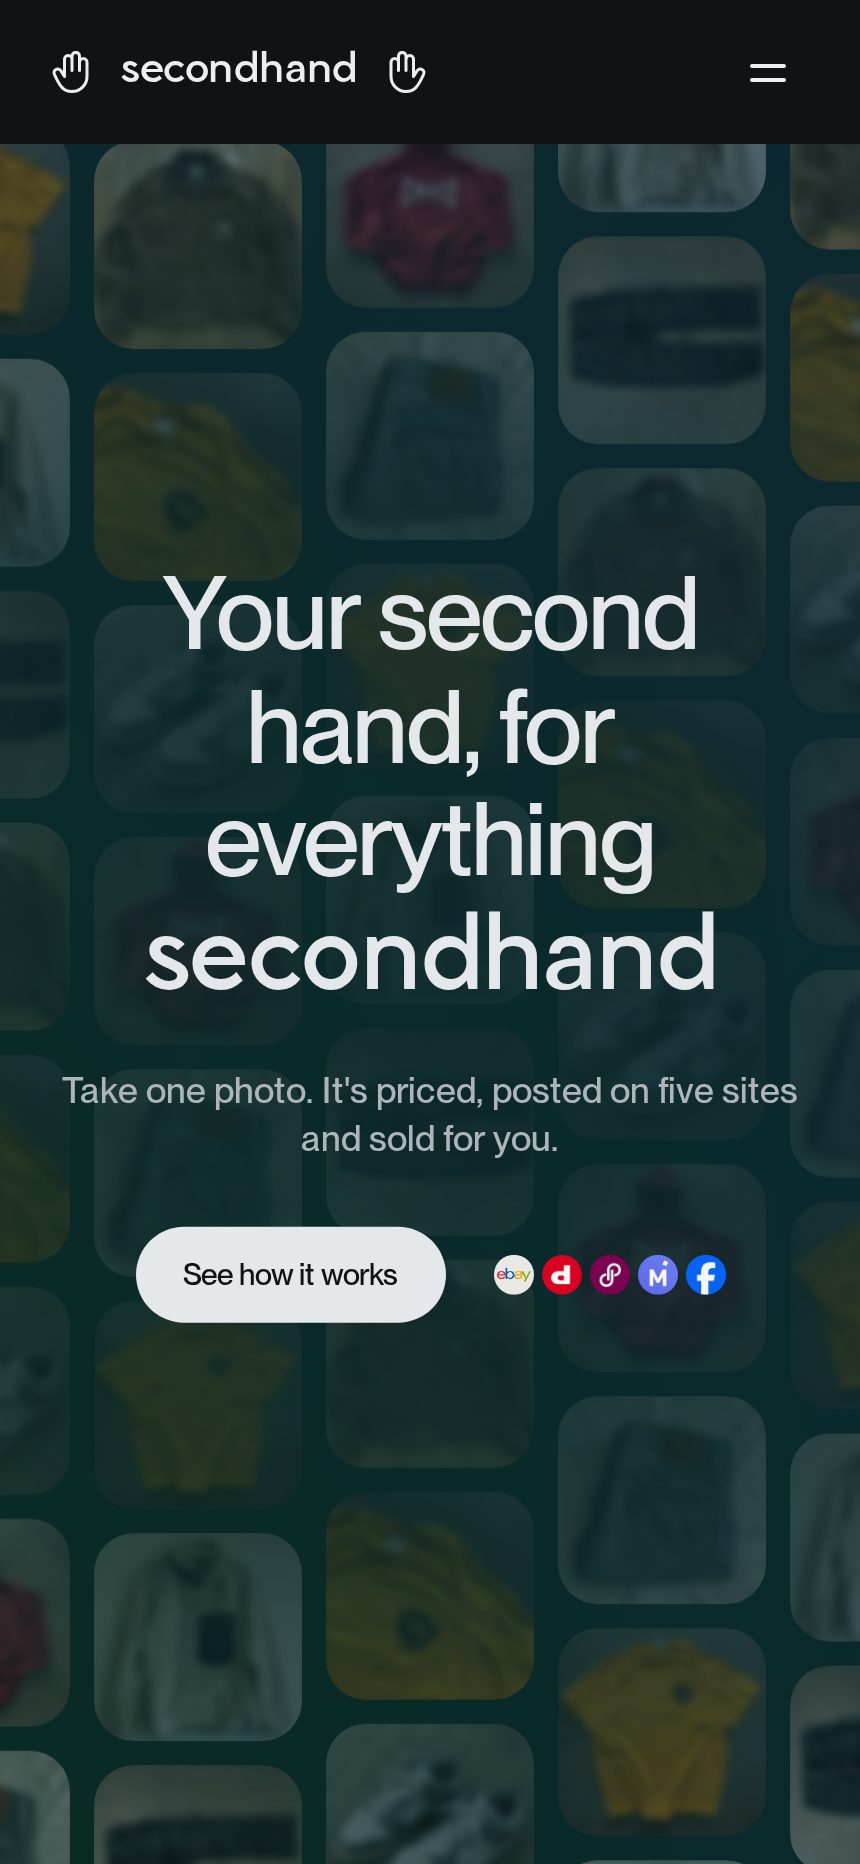 secondhand
Your second
hand, for
everything
secondhand
Take one photo. It's priced, posted on five sites
and sold for you.
See how it works
ebay